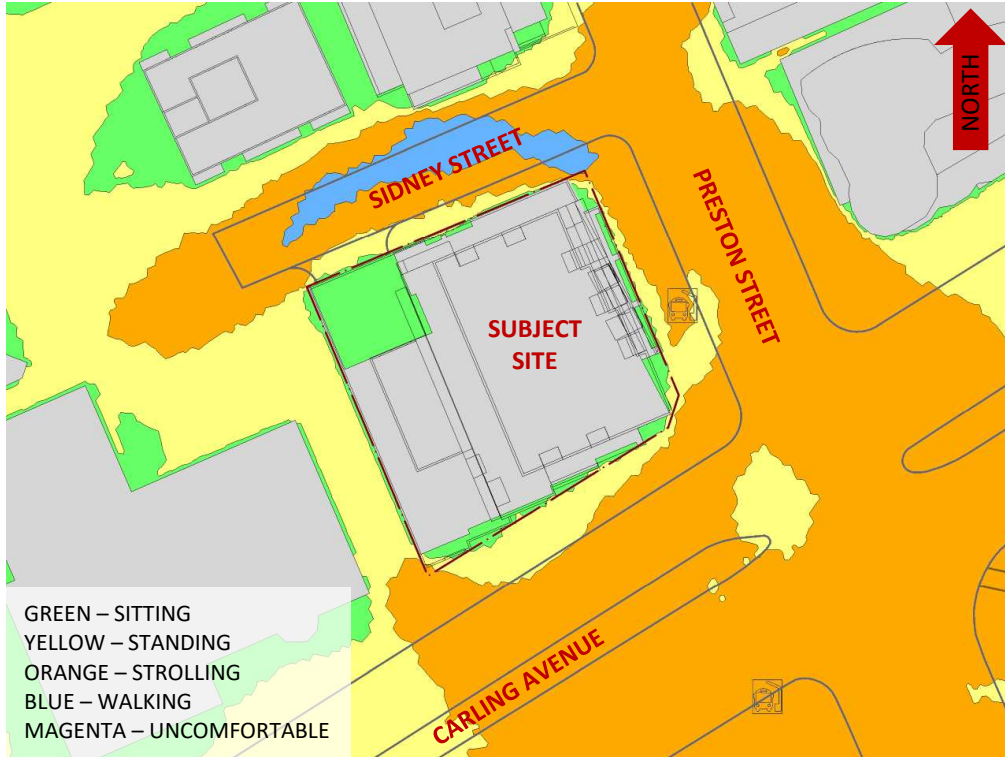 NORTH
SIDNEY STREET
PRESTON STREET
SUBJECT
SITE
CARLING AVENUE
GREEN – SITTING
YELLOW – STANDING
ORANGE – STROLLING
BLUE – WALKING
MAGENTA – UNCOMFORTABLE